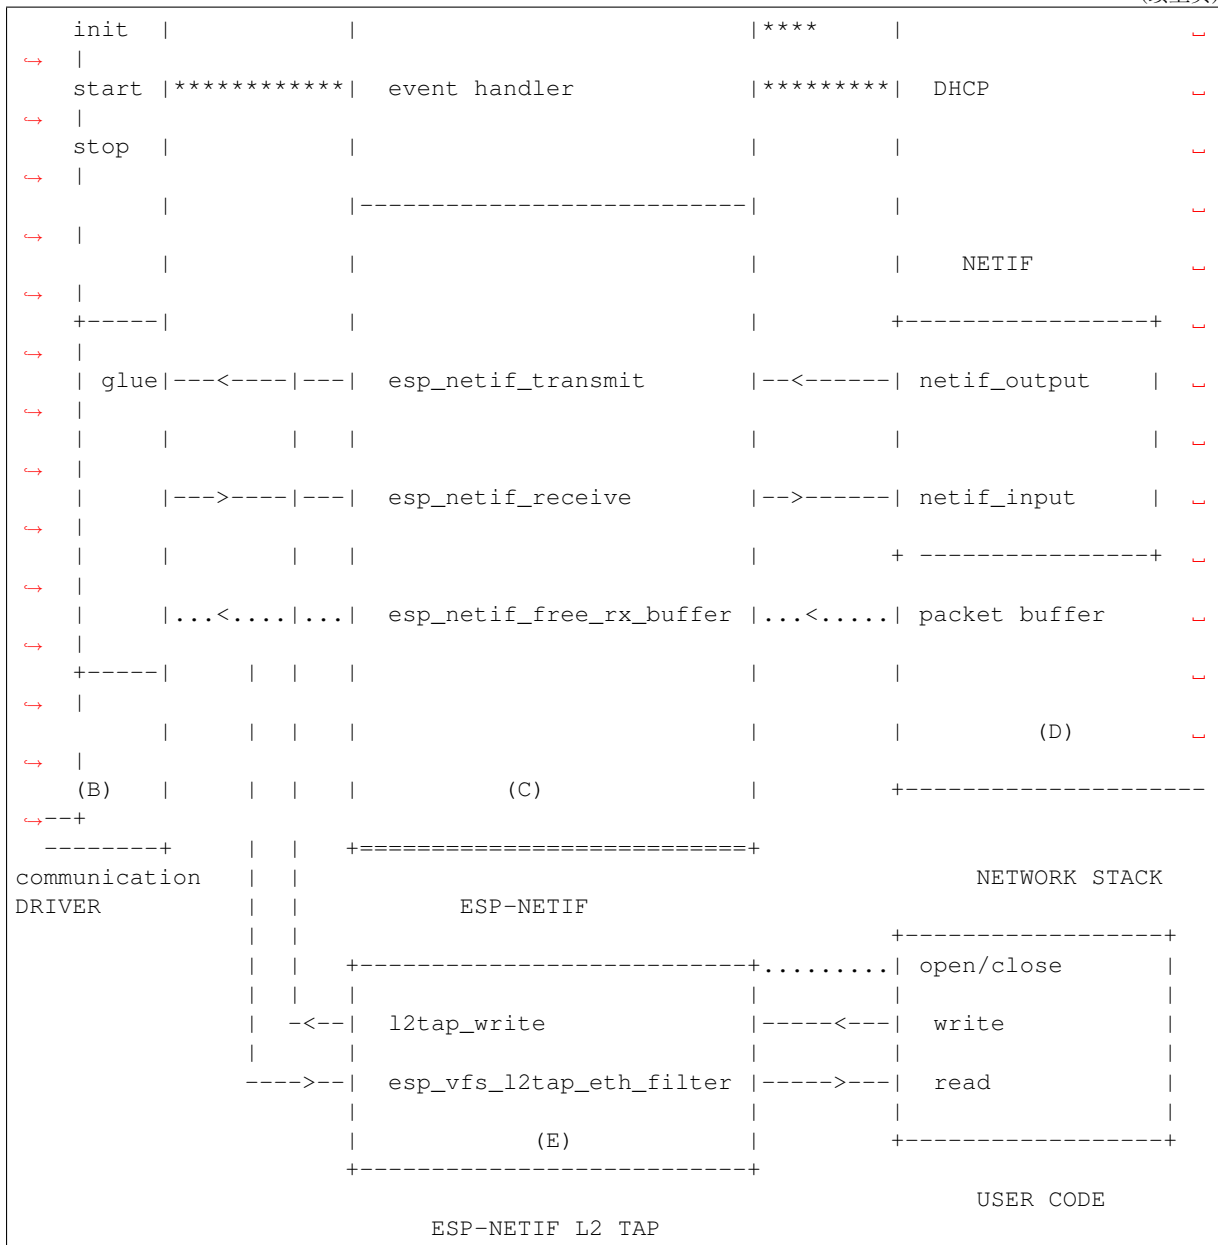 init  |            |                           |****     |                    ␣
↪   |
    start |************|  event handler            |*********|  DHCP              ␣
↪   |
    stop  |            |                           |         |                    ␣
↪   |
          |            |---------------------------|         |                    ␣
↪   |
          |            |                           |         |    NETIF           ␣
↪   |
    +-----|            |                           |         +-----------------+  ␣
↪   |
    | glue|---<----|---|  esp_netif_transmit       |--<------| netif_output    |  ␣
↪   |
    |     |        |   |                           |         |                 |  ␣
↪   |
    |     |--->----|---|  esp_netif_receive        |-->------| netif_input     |  ␣
↪   |
    |     |        |   |                           |         + ----------------+  ␣
↪   |
    |     |...<....|...|  esp_netif_free_rx_buffer |...<.....| packet buffer      ␣
↪   |
    +-----|     |  |   |                           |         |                    ␣
↪   |
          |     |  |   |                           |         |         (D)        ␣
↪   |
    (B)   |     |  |   |          (C)              |         +---------------------
↪--+
  --------+     |  |   +===========================+
communication   |  |                                               NETWORK STACK
DRIVER          |  |           ESP-NETIF
                |  |                                         +------------------+
                |  |   +---------------------------+.........| open/close       |
                |  |   |                           |         |                  |
                |  -<--|  l2tap_write              |-----<---|  write           |
                |      |                           |         |                  |
                ---->--|  esp_vfs_l2tap_eth_filter |----->---|  read            |
                       |                           |         |                  |
                       |            (E)            |         +------------------+
                       +---------------------------+
                                                                  USER CODE
                            ESP-NETIF L2 TAP